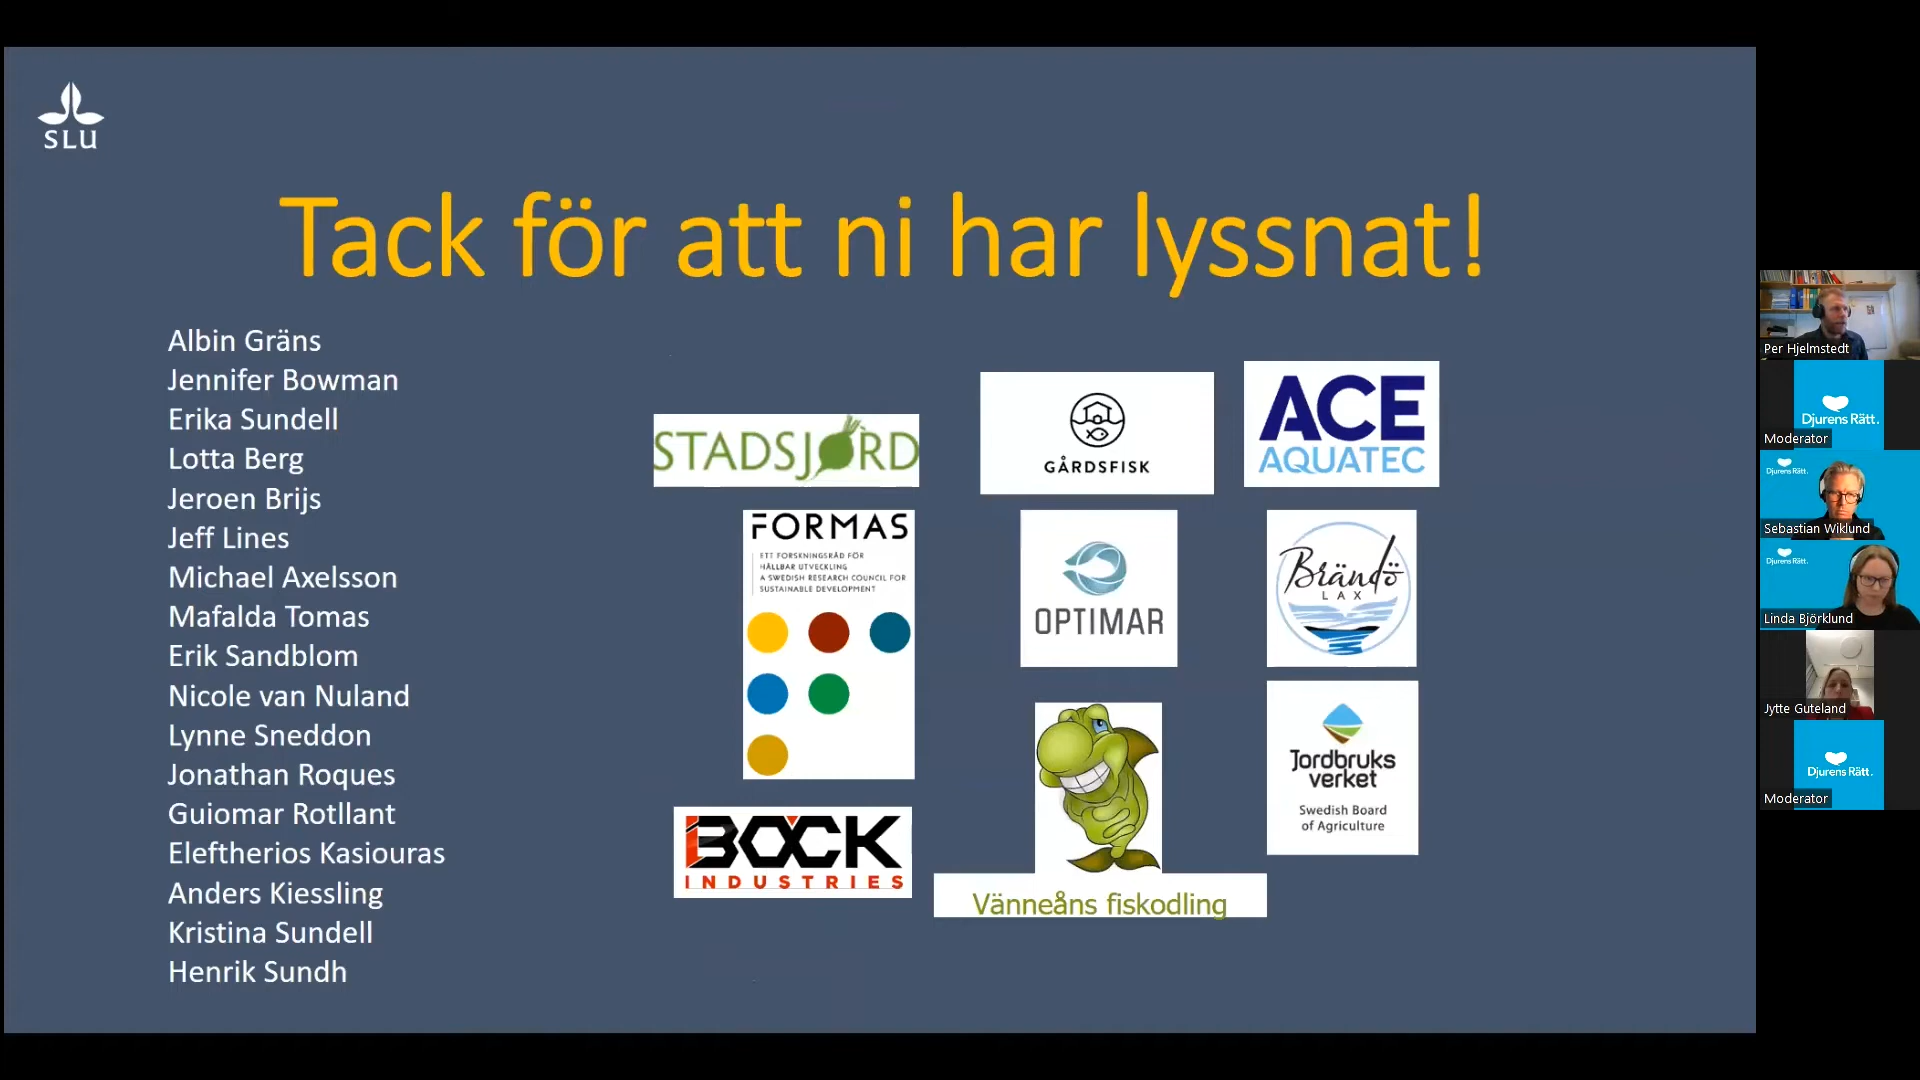 SLU
Tack för att ni har lyssnat!
Albin Gräns
Jennifer Bowman
Erika Sundell
Lotta Berg
Jeroen Brijs
Jeff Lines
Michael Axelsson
Mafalda Tomas
Erik Sandblom
Nicole van Nuland
Lynne Sneddon
Jonathan Roques
Guiomar Rotllant
Eleftherios Kasiouras
Anders Kiessling
Kristina Sundell
Henrik Sundh
STADSJORD
GÅRDSFISK
ACE
AQUATEC
FORMAS
ETT FORSKNINGSRÅD FÖR
HÅLLBAR UTVECKLING
A SWEDISH RESEARCH COUNCIL FOR
SUSTAINABLE DEVELOPMENT
OPTIMAR
Brändö
LAX
BOCK
INDUSTRIES
Vänneåns fiskodling
Jordbruks
verket
Swedish Board
of Agriculture
Per Hjelmstedt
Djurens Rätt.
Moderator
Djurens Rätt.
Sebastian Wiklund
Djurens Rätt.
Linda Björklund
Jytte Guteland
Djurens Rätt.
Moderator